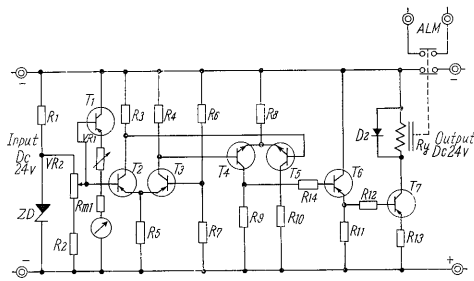 ALM
−
−
R1
T1
R3
R4
R6
R8
VR1
Input
Dc
24v
VR2
D2
Ry
Output
Dc24v
T2
T3
T4
T5
T6
T7
R14
R12
Rm1
ZD
R2
R5
R7
R9
R10
R11
R13
−
+